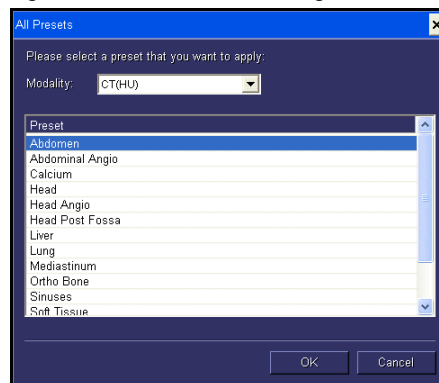 All Presets
Please select a preset that you want to apply:
Modality: CT(HU)
Preset
Abdomen
Abdominal Angio
Calcium
Head
Head Angio
Head Post Fossa
Liver
Lung
Mediastinum
Ortho Bone
Sinuses
Soft Tissue
OK Cancel